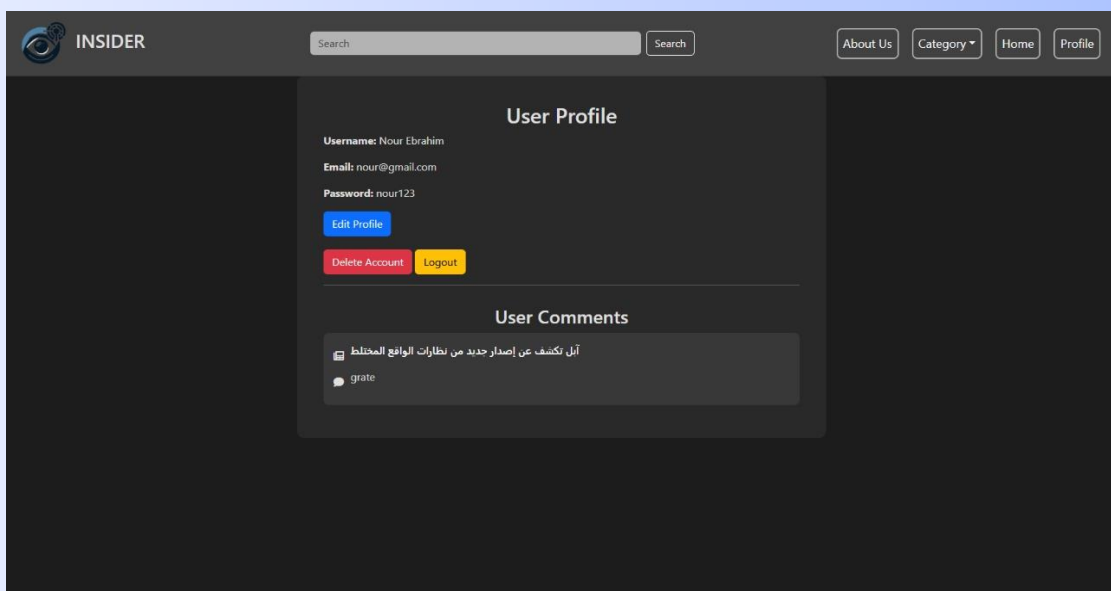 INSIDER
Search
Search
About Us
Category
Home
Profile
User Profile
Username: Nour Ebrahim
Email: nour@gmail.com
Password: nour123
Edit Profile
Delete Account
Logout
User Comments
آبل تكشف عن إصدار جديد من نظارات الواقع المختلط
grate